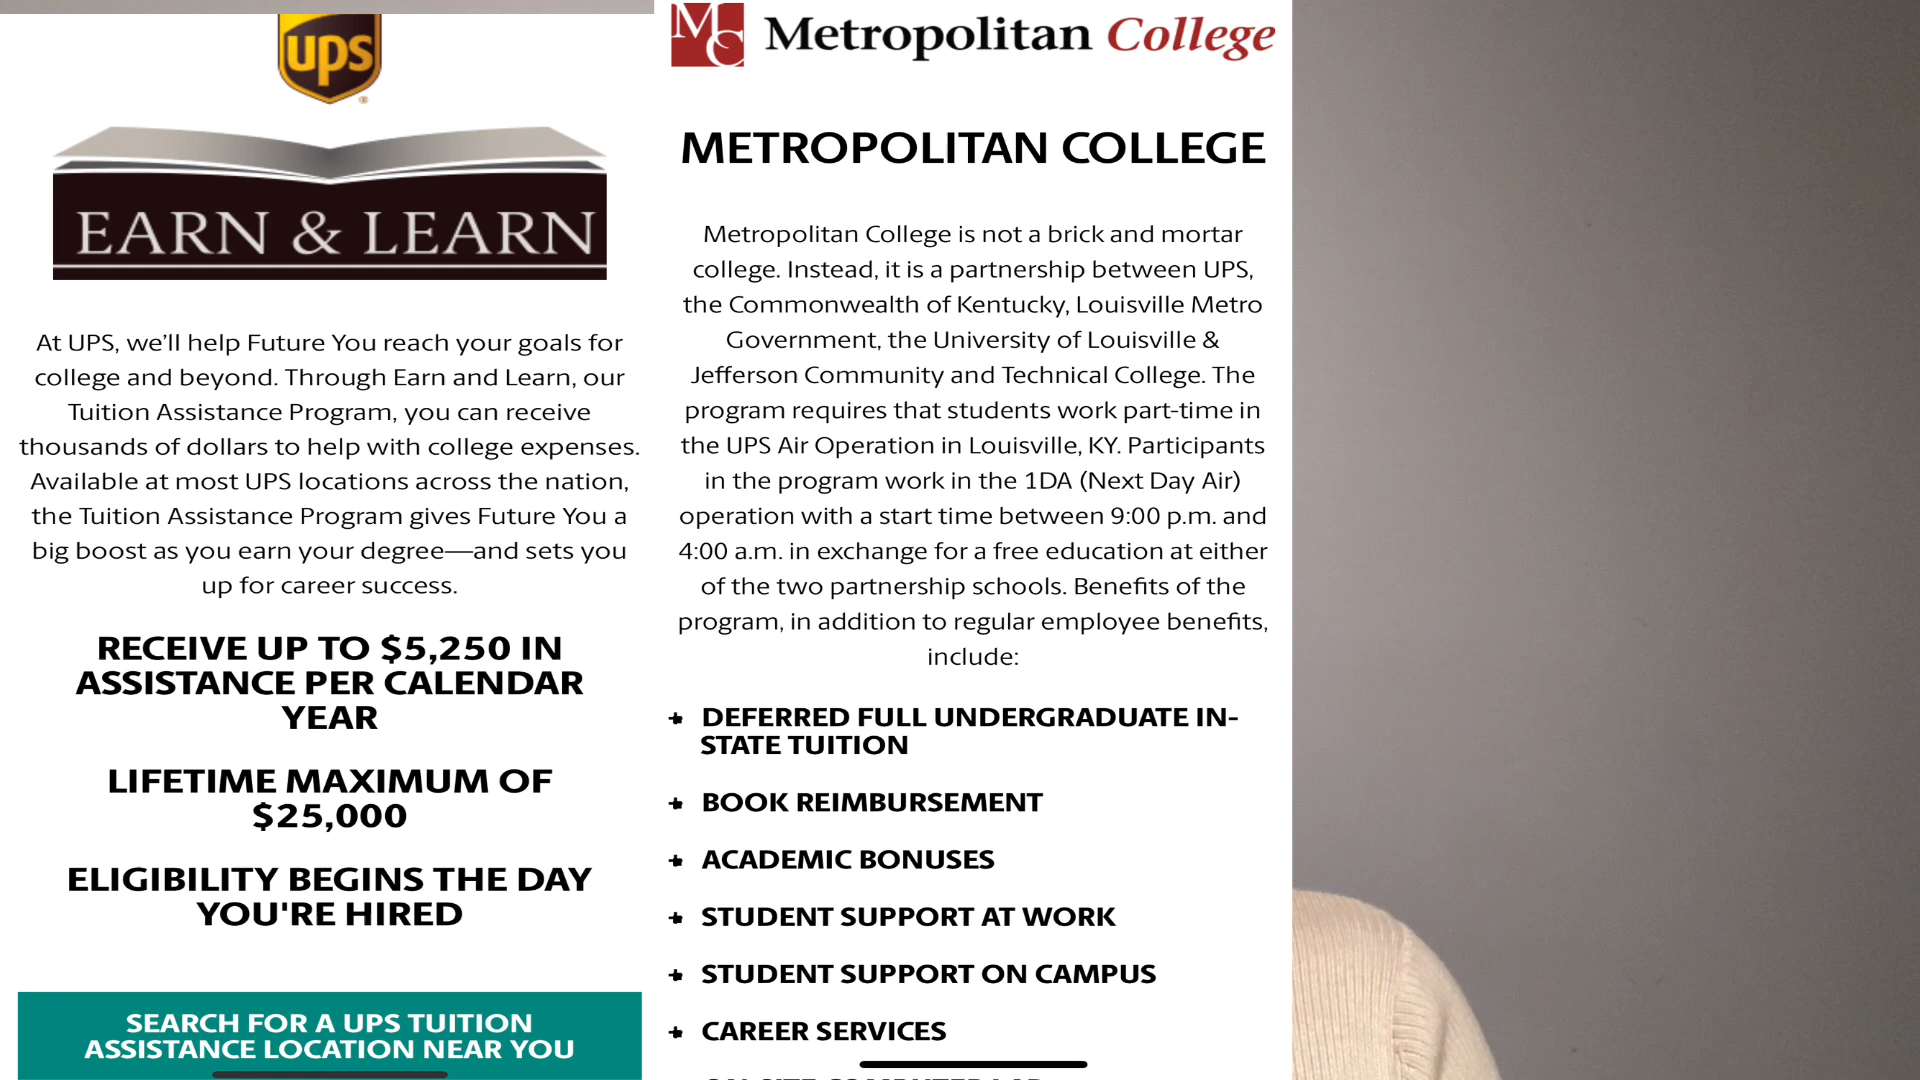 ups
EARN & LEARN
At UPS, we’ll help Future You reach your goals for
college and beyond. Through Earn and Learn, our
Tuition Assistance Program, you can receive
thousands of dollars to help with college expenses.
Available at most UPS locations across the nation,
the Tuition Assistance Program gives Future You a
big boost as you earn your degree—and sets you
up for career success.
RECEIVE UP TO $5,250 IN
ASSISTANCE PER CALENDAR
YEAR
LIFETIME MAXIMUM OF
$25,000
ELIGIBILITY BEGINS THE DAY
YOU'RE HIRED
SEARCH FOR A UPS TUITION
ASSISTANCE LOCATION NEAR YOU
MC Metropolitan College
METROPOLITAN COLLEGE
Metropolitan College is not a brick and mortar
college. Instead, it is a partnership between UPS,
the Commonwealth of Kentucky, Louisville Metro
Government, the University of Louisville &
Jefferson Community and Technical College. The
program requires that students work part-time in
the UPS Air Operation in Louisville, KY. Participants
in the program work in the 1DA (Next Day Air)
operation with a start time between 9:00 p.m. and
4:00 a.m. in exchange for a free education at either
of the two partnership schools. Benefits of the
program, in addition to regular employee benefits,
include:
+ DEFERRED FULL UNDERGRADUATE IN-
STATE TUITION
+ BOOK REIMBURSEMENT
+ ACADEMIC BONUSES
+ STUDENT SUPPORT AT WORK
+ STUDENT SUPPORT ON CAMPUS
+ CAREER SERVICES